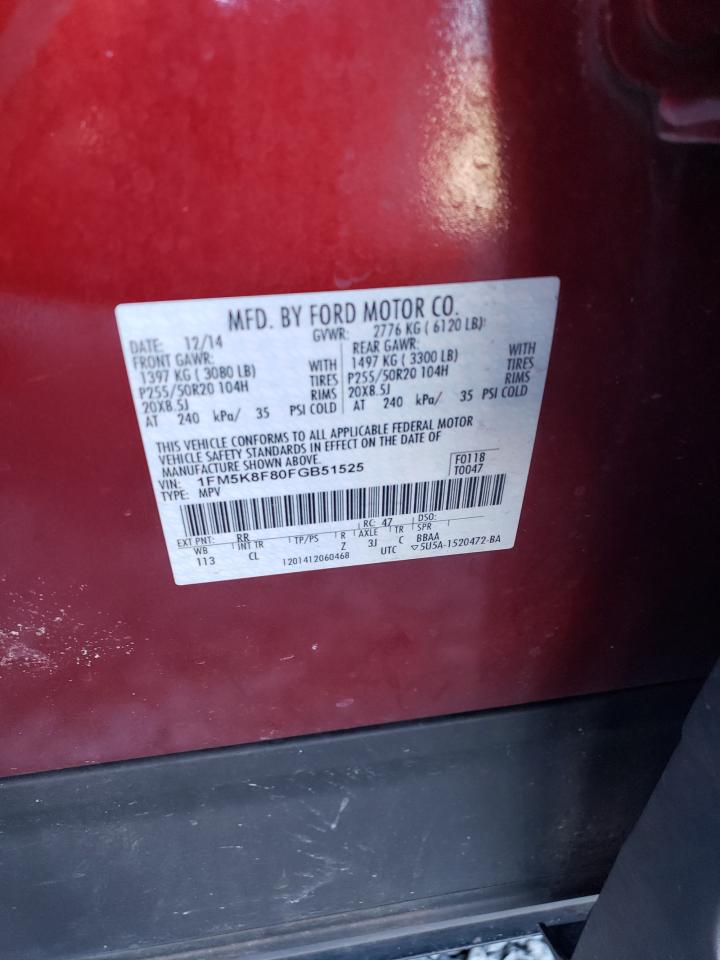 MFD. BY FORD MOTOR CO.
DATE: 12/14 GVWR: 2776 KG ( 6120 LB)
FRONT GAWR: REAR GAWR:
1397 KG ( 3080 LB) WITH 1497 KG ( 3300 LB) WITH
P255/50R20 104H TIRES P255/50R20 104H TIRES
20X8.5J RIMS 20X8.5J RIMS
AT 240 kPa/ 35 PSI COLD AT 240 kPa/ 35 PSI COLD
THIS VEHICLE CONFORMS TO ALL APPLICABLE FEDERAL MOTOR
VEHICLE SAFETY STANDARDS IN EFFECT ON THE DATE OF
MANUFACTURE SHOWN ABOVE.
VIN: 1FM5K8F80FGB51525 F0118
TYPE: MPV T0047
EXT PNT: RR RC: 47 DSO:
WB INT TR TP/PS R AXLE TR SPR
113 CL Z 3J C BBAA
1201412060468 UTC ▽5U5A-1520472-BA